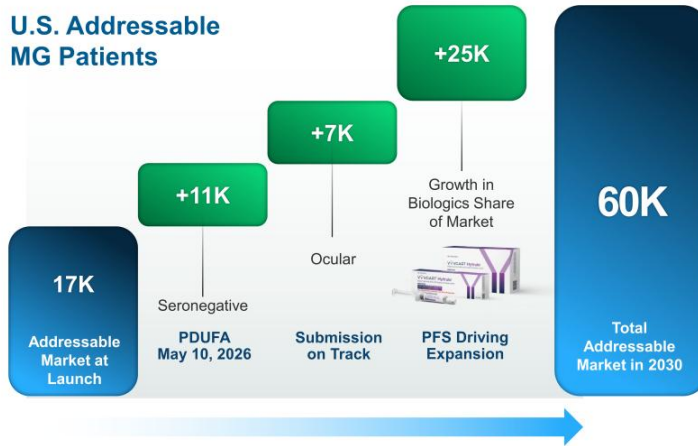 U.S. Addressable
MG Patients
17K
Addressable
Market at
Launch
+11K
Seronegative
PDUFA
May 10, 2026
+7K
Ocular
Submission
on Track
+25K
Growth in
Biologics Share
of Market
PFS Driving
Expansion
60K
Total
Addressable
Market in 2030